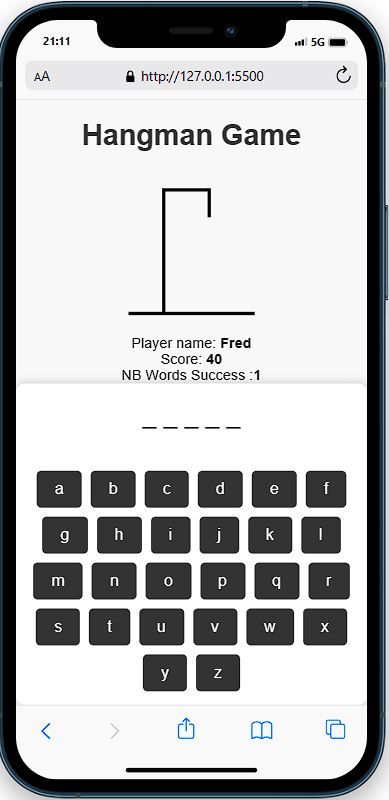 21:11
5G
AA http://127.0.0.1:5500
Hangman Game
Player name: Fred
Score: 40
NB Words Success :1
_ _ _ _ _
a b c d e f
g h i j k l
m n o p q r
s t u v w x
y z